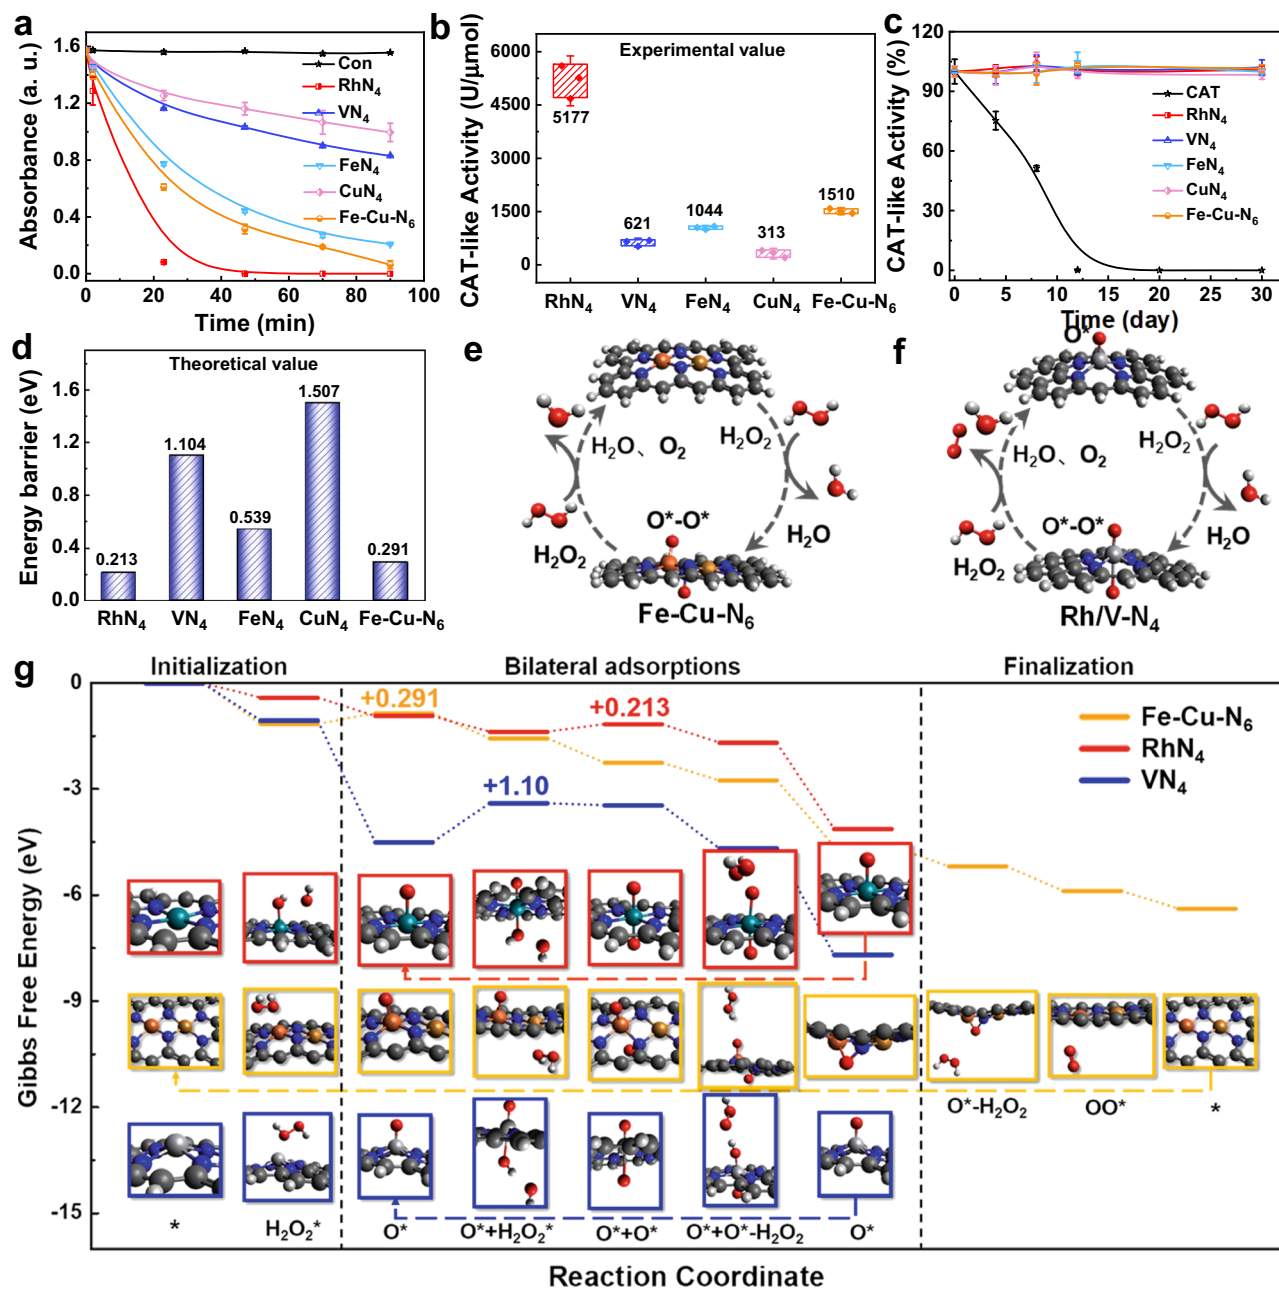 a
Absorbance (a. u.)
1.6
1.2
0.8
0.4
0.0
0 20 40 60 80 100
Time (min)
Con
RhN4
VN4
FeN4
CuN4
Fe-Cu-N6
b
CAT-like Activity (U/μmol)
6000
4500
3000
1500
0
Experimental value
5177
621
1044
313
1510
RhN4 VN4 FeN4 CuN4 Fe-Cu-N6
c
CAT-like Activity (%)
120
90
60
30
0
0 5 10 15 20 25 30
Time (day)
CAT
RhN4
VN4
FeN4
CuN4
Fe-Cu-N6
d
Energy barrier (eV)
1.6
1.2
0.8
0.4
0.0
Theoretical value
0.213
1.104
0.539
1.507
0.291
RhN4 VN4 FeN4 CuN4 Fe-Cu-N6
e
H2O、O2
H2O2
O*-O*
H2O2
H2O
Fe-Cu-N6
f
O*
H2O、O2
H2O2
O*-O*
H2O2
H2O
Rh/V-N4
g
Initialization Bilateral adsorptions Finalization
Gibbs Free Energy (eV)
0
-3
-6
-9
-12
-15
+0.291
+0.213
+1.10
Fe-Cu-N6
RhN4
VN4
O*-H2O2 OO* *
* H2O2* O* O*+H2O2* O*+O* O*+O*-H2O2 O*
Reaction Coordinate